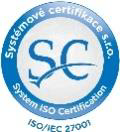 Systémové certifikace s.r.o.
SC
System ISO Certification
ISO/IEC 27001